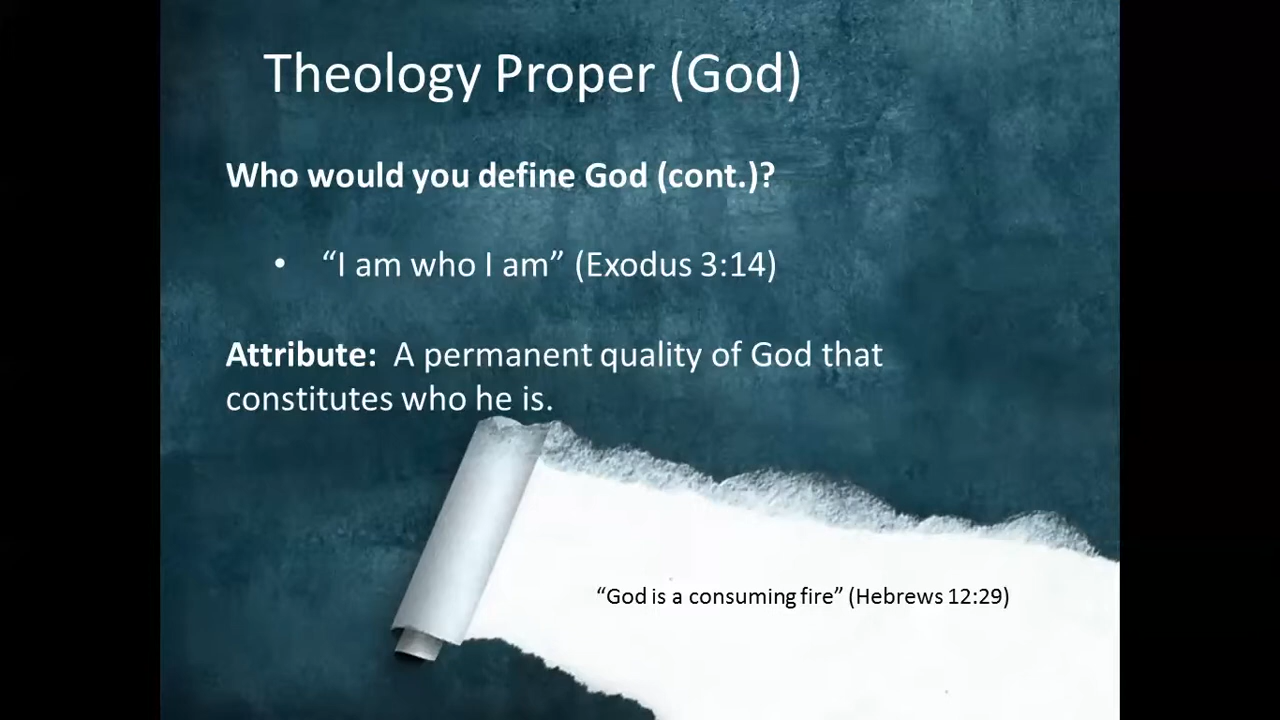 Theology Proper (God)
Who would you define God (cont.)?
• “I am who I am” (Exodus 3:14)
Attribute: A permanent quality of God that
constitutes who he is.
“God is a consuming fire” (Hebrews 12:29)